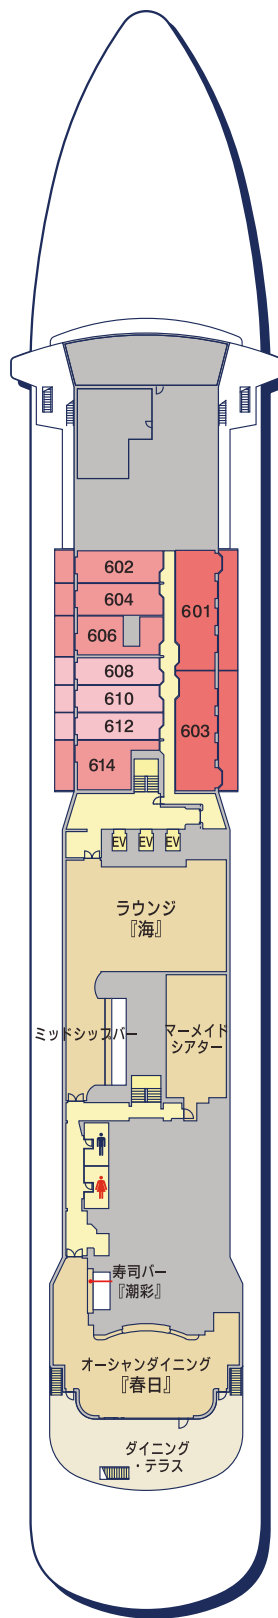 602
604
601
606
608
610
612
603
614
EV EV EV
ラウンジ
『海』
ミッドシップバー
マーメイド
シアター
寿司バー
『潮彩』
オーシャンダイニング
『春日』
ダイニング
・テラス